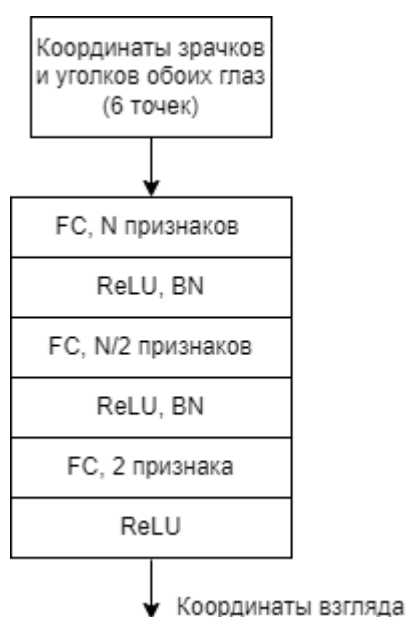 Координаты зрачков
и уголков обоих глаз
(6 точек)
FC, N признаков
ReLU, BN
FC, N/2 признаков
ReLU, BN
FC, 2 признака
ReLU
Координаты взгляда